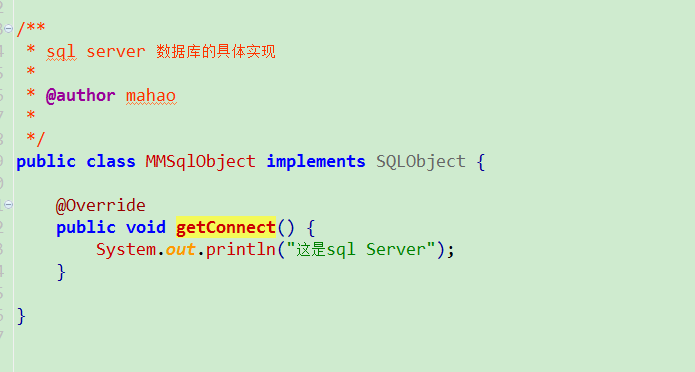 /**
 * sql server 数据库的具体实现
 *
 * @author mahao
 *
 */
public class MMSqlObject implements SQLObject {
@Override
public void getConnect() {
System.out.println("这是sql Server");
}
}